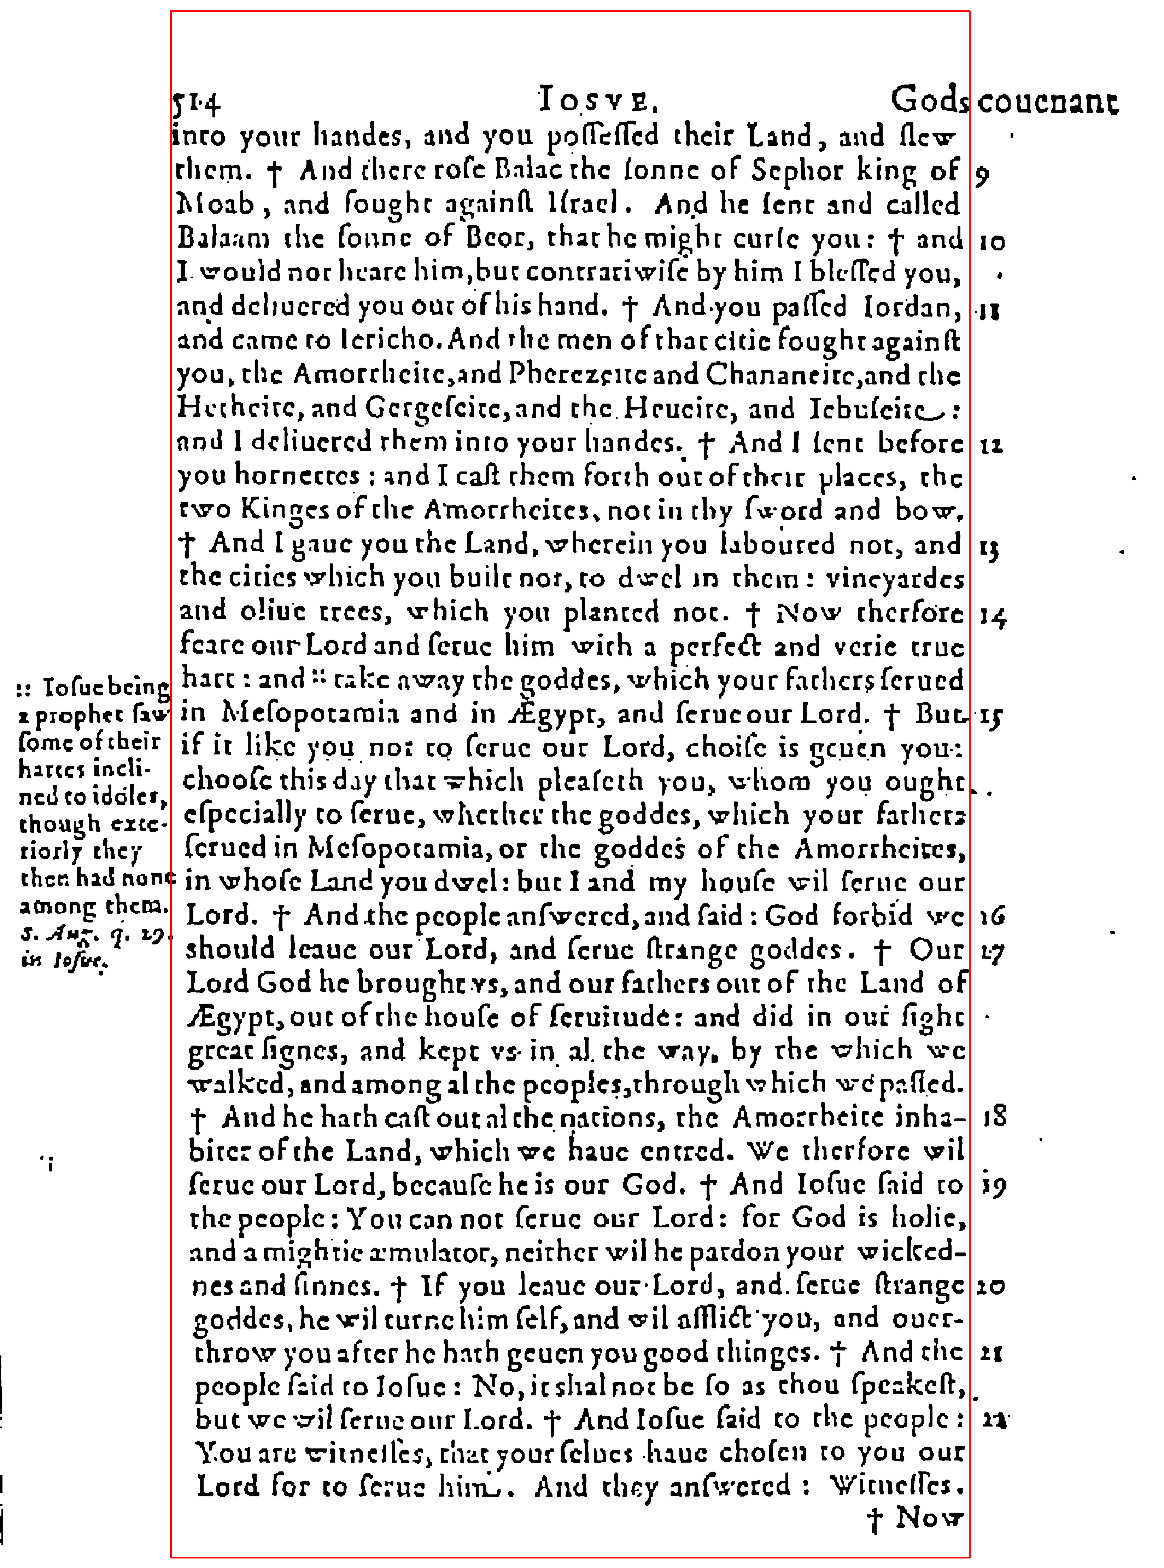 514 IOSVE. Gods couenant
into your handes, and you poſſeſſed their Land, and ſlew
them. † And there roſe Balac the ſonne of Sephor king of 9
Moab, and fought againſt Iſrael. And he ſent and called
Balaam the ſonne of Beor, that he might curſe you: † and 10
I would not heare him, but contrariwiſe by him I bleſſed you,
and deliuered you out of his hand. † And you paſſed Iordan, 11
and came to Iericho. And the men of that citie fought againſt
you, the Amorrheite, and Pherezeite and Chananeite, and the
Hetheite, and Gergeſeite, and the Heueite, and Iebuſeite:
and I deliuered them into your handes. † And I ſent before 12
you hornettes: and I caſt them forth out of their places, the
two Kinges of the Amorrheites, not in thy ſword and bow.
† And I gaue you the Land, wherein you laboured not, and 13
the cities which you built not, to dwel in them: vineyardes
and oliue trees, which you planted not. † Now therfore 14
feare our Lord and ſerue him with a perfect and verie true
hart: and :: take away the goddes, which your fathers ſerued
in Meſopotamia and in Ægypt, and ſerue our Lord. † But 15
if it like you not to ſerue our Lord, choiſe is geuen you:
chooſe this day that which pleaſeth you, whom you ought
eſpecially to ſerue, whether the goddes, which your fathers
ſerued in Meſopotamia, or the goddes of the Amorrheites,
in whoſe Land you dwel: but I and my houſe wil ſerue our
Lord. † And the people anſwered, and ſaid: God forbid we 16
should leaue our Lord, and ſerue ſtrange goddes. † Our 17
Lord God he brought vs, and our fathers out of the Land of
Ægypt, out of the houſe of ſeruitude: and did in our ſight
great ſignes, and kept vs in al the way, by the which we
walked, and among al the peoples, through which we paſſed.
† And he hath caſt out al the nations, the Amorrheite inha-18
biter of the Land, which we haue entred. We therfore wil
ſerue our Lord, becauſe he is our God. † And Ioſue ſaid to 19
the people: You can not ſerue our Lord: for God is holie,
and a mightie æmulator, neither wil he pardon your wicked-
nes and ſinnes. † If you leaue our Lord, and ſerue ſtrange 20
goddes, he wil turne him ſelf, and wil afflict you, and ouer-
throw you after he hath geuen you good thinges. † And the 21
people ſaid to Ioſue: No, it shal not be ſo as thou ſpeakeſt,
but we wil ſerue our Lord. † And Ioſue ſaid to the people: 22
You are witneſſes, that your ſelues haue choſen to you our
Lord for to ſerue him. And they anſwered: Witneſſes.
† Now
:: Ioſue being
a prophet ſaw
ſome of their
hartes incli-
ned to idoles,
though exte-
riorly they
then had none
among them.
S. Aug. q. 29.
in Ioſue.